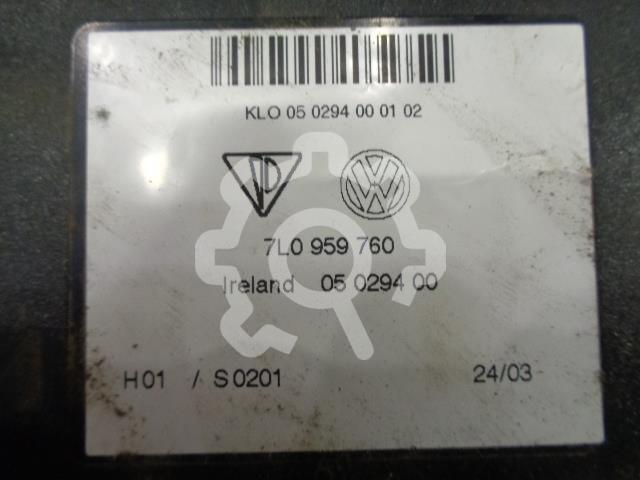 KLO 05 0294 00 01 02
7L0 959 760
Ireland 05 0294 00
H01 / S0201 24/03